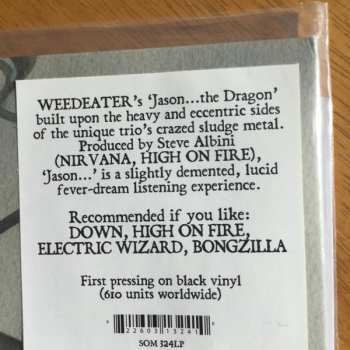 WEEDEATER's 'Jason...the Dragon'
built upon the heavy and eccentric sides
of the unique trio's crazed sludge metal.
Produced by Steve Albini
(NIRVANA, HIGH ON FIRE),
'Jason...' is a slightly demented, lucid
fever-dream listening experience.
Recommended if you like:
DOWN, HIGH ON FIRE,
ELECTRIC WIZARD, BONGZILLA
First pressing on black vinyl
(610 units worldwide)
22603 13241
SOM 324LP